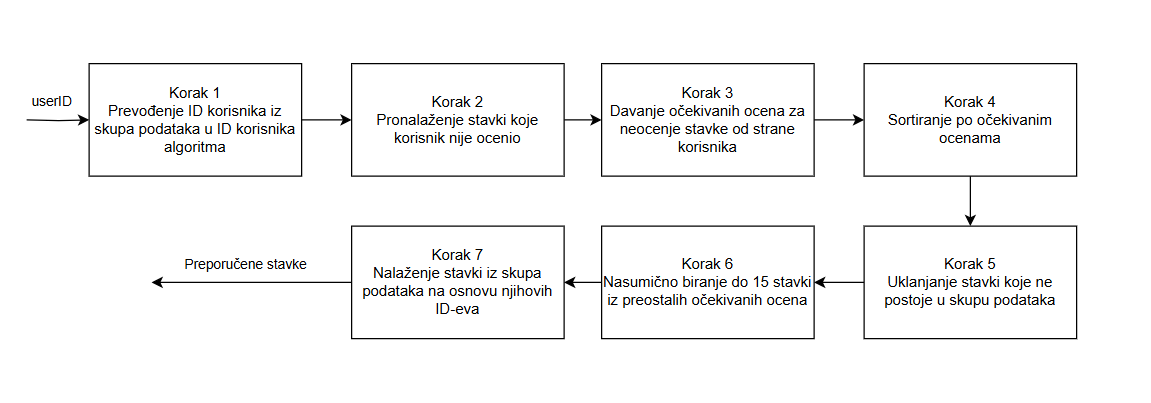 userID
Korak 1
Prevođenje ID korisnika iz
skupa podataka u ID korisnika
algoritma
Korak 2
Pronalaženje stavki koje
korisnik nije ocenio
Korak 3
Davanje očekivanih ocena za
neocenje stavke od strane
korisnika
Korak 4
Sortiranje po očekivanim
ocenama
Korak 5
Uklanjanje stavki koje ne
postoje u skupu podataka
Korak 6
Nasumično biranje do 15 stavki
iz preostalih očekivanih ocena
Korak 7
Nalaženje stavki iz skupa
podataka na osnovu njihovih
ID-eva
Preporučene stavke